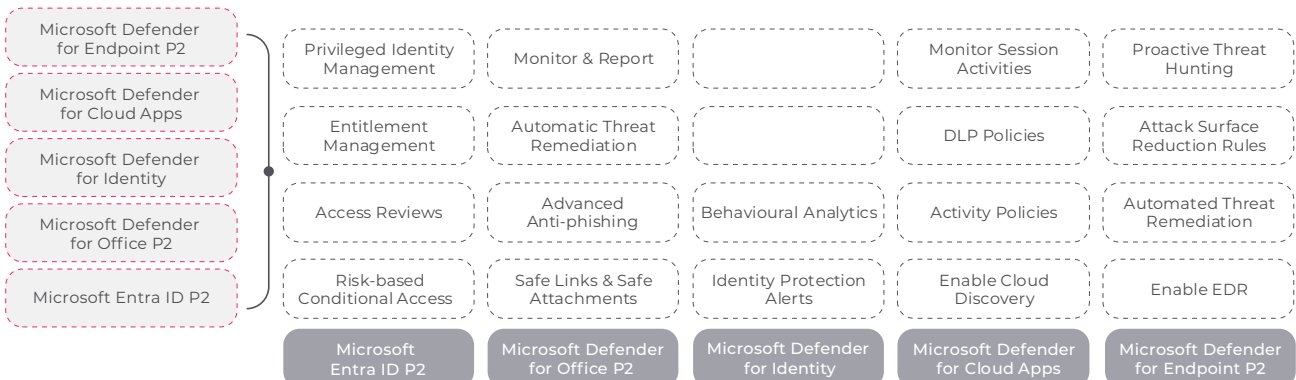 Microsoft Defender
for Endpoint P2
Microsoft Defender
for Cloud Apps
Microsoft Defender
for Identity
Microsoft Defender
for Office P2
Microsoft Entra ID P2
Privileged Identity
Management
Entitlement
Management
Access Reviews
Risk-based
Conditional Access
Microsoft
Entra ID P2
Monitor & Report
Automatic Threat
Remediation
Advanced
Anti-phishing
Safe Links & Safe
Attachments
Microsoft Defender
for Office P2
Behavioural Analytics
Identity Protection
Alerts
Microsoft Defender
for Identity
Monitor Session
Activities
DLP Policies
Activity Policies
Enable Cloud
Discovery
Microsoft Defender
for Cloud Apps
Proactive Threat
Hunting
Attack Surface
Reduction Rules
Automated Threat
Remediation
Enable EDR
Microsoft Defender
for Endpoint P2